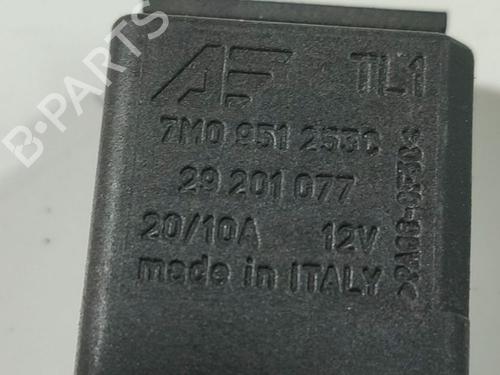 AF TL1
7M0 951 253C
29 201 077
20/10A 12V
made in ITALY
B-PARTS